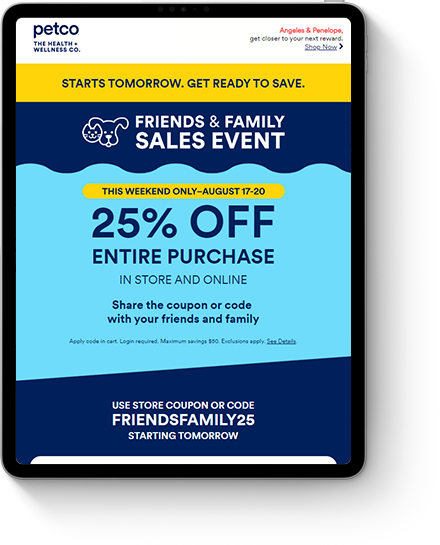 petco
THE HEALTH +
WELLNESS CO.
Angeles & Penelope,
get closer to your next reward.
Shop Now
STARTS TOMORROW. GET READY TO SAVE.
FRIENDS & FAMILY
SALES EVENT
THIS WEEKEND ONLY–AUGUST 17-20
25% OFF
ENTIRE PURCHASE
IN STORE AND ONLINE
Share the coupon or code
with your friends and family
Apply code in cart. Login required. Maximum savings $50. Exclusions apply. See Details.
USE STORE COUPON OR CODE
FRIENDSFAMILY25
STARTING TOMORROW